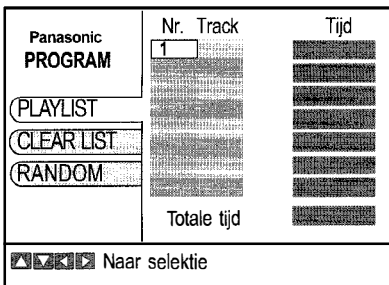 Panasonic
PROGRAM
PLAYLIST
CLEAR LIST
RANDOM
Nr. Track Tijd
1
Totale tijd
Naar selektie